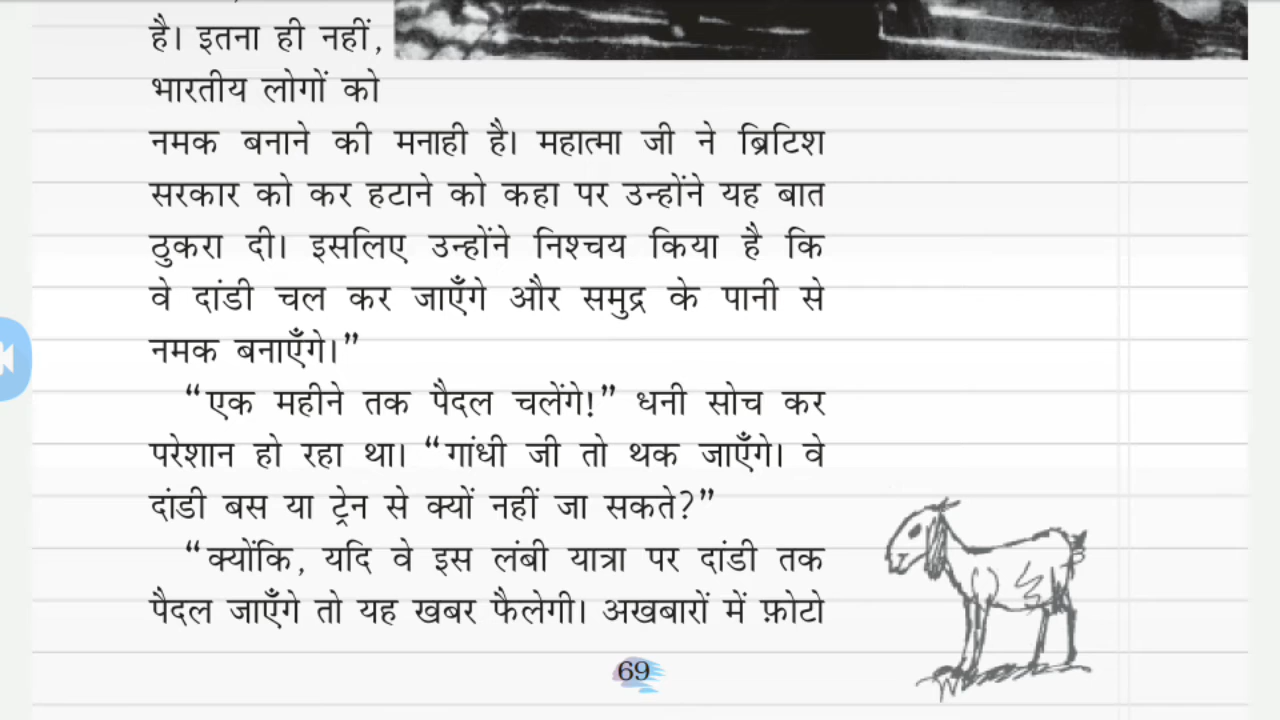 है। इतना ही नहीं,
भारतीय लोगों को
नमक बनाने की मनाही है। महात्मा जी ने ब्रिटिश
सरकार को कर हटाने को कहा पर उन्होंने यह बात
ठुकरा दी। इसलिए उन्होंने निश्चय किया है कि
वे दांडी चल कर जाएँगे और समुद्र के पानी से
नमक बनाएँगे।”
“एक महीने तक पैदल चलेंगे!” धनी सोच कर
परेशान हो रहा था। “गांधी जी तो थक जाएँगे। वे
दांडी बस या ट्रेन से क्यों नहीं जा सकते?”
“क्योंकि, यदि वे इस लंबी यात्रा पर दांडी तक
पैदल जाएँगे तो यह खबर फैलेगी। अखबारों में फ़ोटो
69